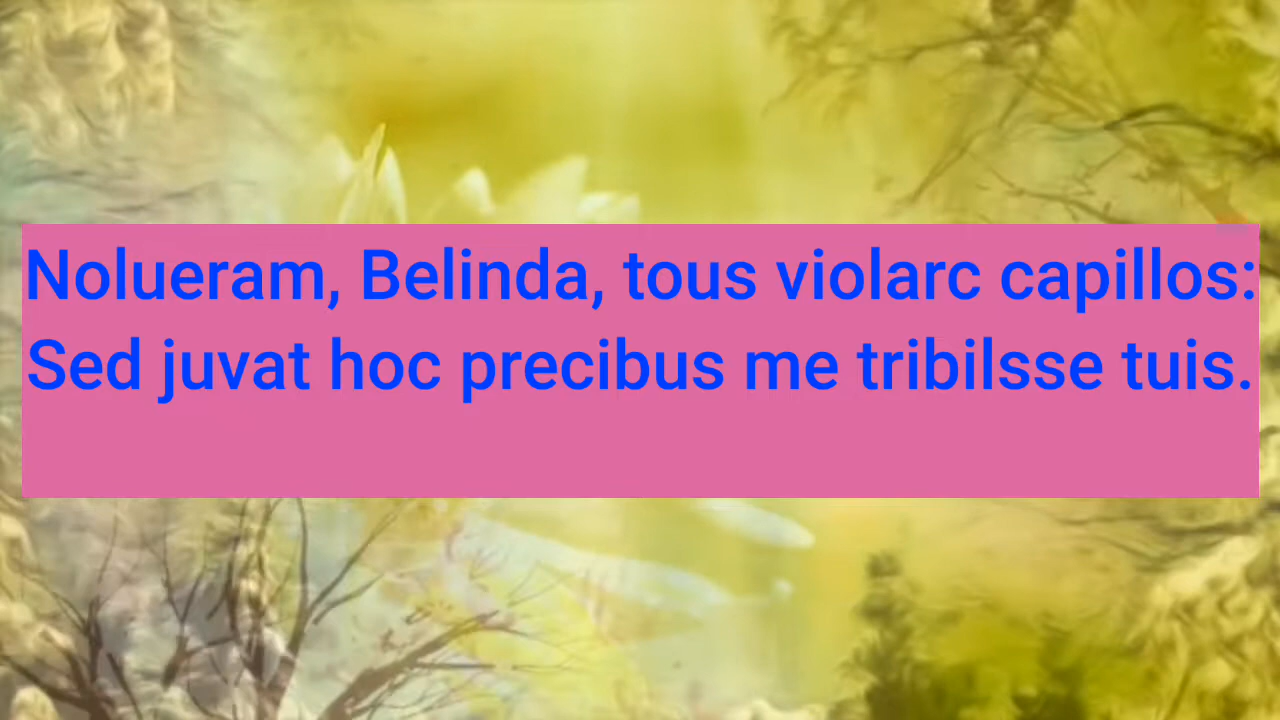 Nolueram, Belinda, tous violarc capillos:
Sed juvat hoc precibus me tribilsse tuis.